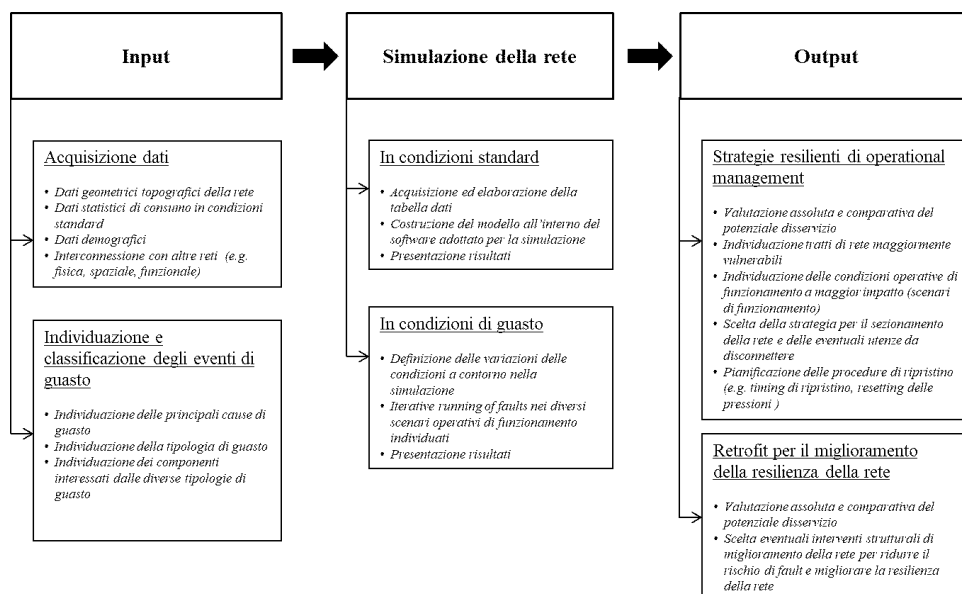 Input
Simulazione della rete
Output
Acquisizione dati
• Dati geometrici topografici della rete
• Dati statistici di consumo in condizioni
standard
• Dati demografici
• Interconnessione con altre reti (e.g.
fisica, spaziale, funzionale)
Individuazione e
classificazione degli eventi di
guasto
• Individuazione delle principali cause di
guasto
• Individuazione della tipologia di guasto
• Individuazione dei componenti
interessati dalle diverse tipologie di
guasto
In condizioni standard
• Acquisizione ed elaborazione della
tabella dati
• Costruzione del modello all'interno del
software adottato per la simulazione
• Presentazione risultati
In condizioni di guasto
• Definizione delle variazioni delle
condizioni a contorno nella
simulazione
• Iterative running of faults nei diversi
scenari operativi di funzionamento
individuati
• Presentazione risultati
Strategie resilienti di operational
management
• Valutazione assoluta e comparativa del
potenziale disservizio
• Individuazione tratti di rete maggiormente
vulnerabili
• Individuazione delle condizioni operative di
funzionamento a maggior impatto (scenari
di funzionamento)
• Scelta della strategia per il sezionamento
della rete e delle eventuali utenze da
disconnettere
• Pianificazione delle procedure di ripristino
(e.g. timing di ripristino, resetting delle
pressioni )
Retrofit per il miglioramento
della resilienza della rete
• Valutazione assoluta e comparativa del
potenziale disservizio
• Scelta eventuali interventi strutturali di
miglioramento della rete per ridurre il
rischio di fault e migliorare la resilienza
della rete